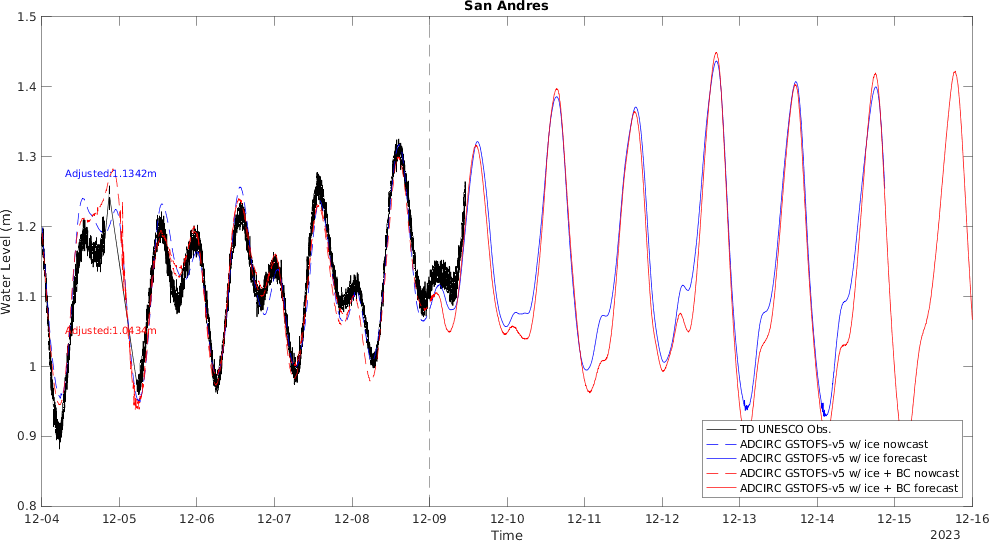 San Andres
1.5
1.4
1.3
1.2
1.1
1
0.9
0.8
Water Level (m)
Adjusted:1.1342m
Adjusted:1.0434m
TD UNESCO Obs.
ADCIRC GSTOFS-v5 w/ ice nowcast
ADCIRC GSTOFS-v5 w/ ice forecast
ADCIRC GSTOFS-v5 w/ ice + BC nowcast
ADCIRC GSTOFS-v5 w/ ice + BC forecast
12-04 12-05 12-06 12-07 12-08 12-09 12-10 12-11 12-12 12-13 12-14 12-15 12-16
Time
2023